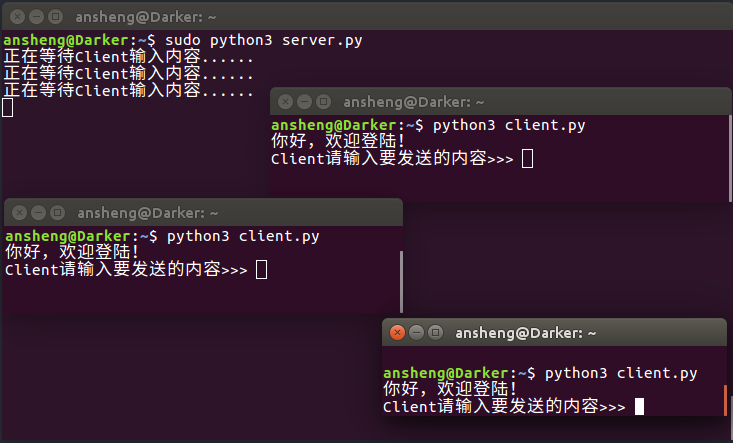 ansheng@Darker: ~
ansheng@Darker:~$ sudo python3 server.py
正在等待Client输入内容......
正在等待Client输入内容......
正在等待Client输入内容......
ansheng@Darker: ~
ansheng@Darker:~$ python3 client.py
你好，欢迎登陆！
Client请输入要发送的内容>>>
ansheng@Darker: ~
ansheng@Darker:~$ python3 client.py
你好，欢迎登陆！
Client请输入要发送的内容>>>
ansheng@Darker: ~
ansheng@Darker:~$ python3 client.py
你好，欢迎登陆！
Client请输入要发送的内容>>>